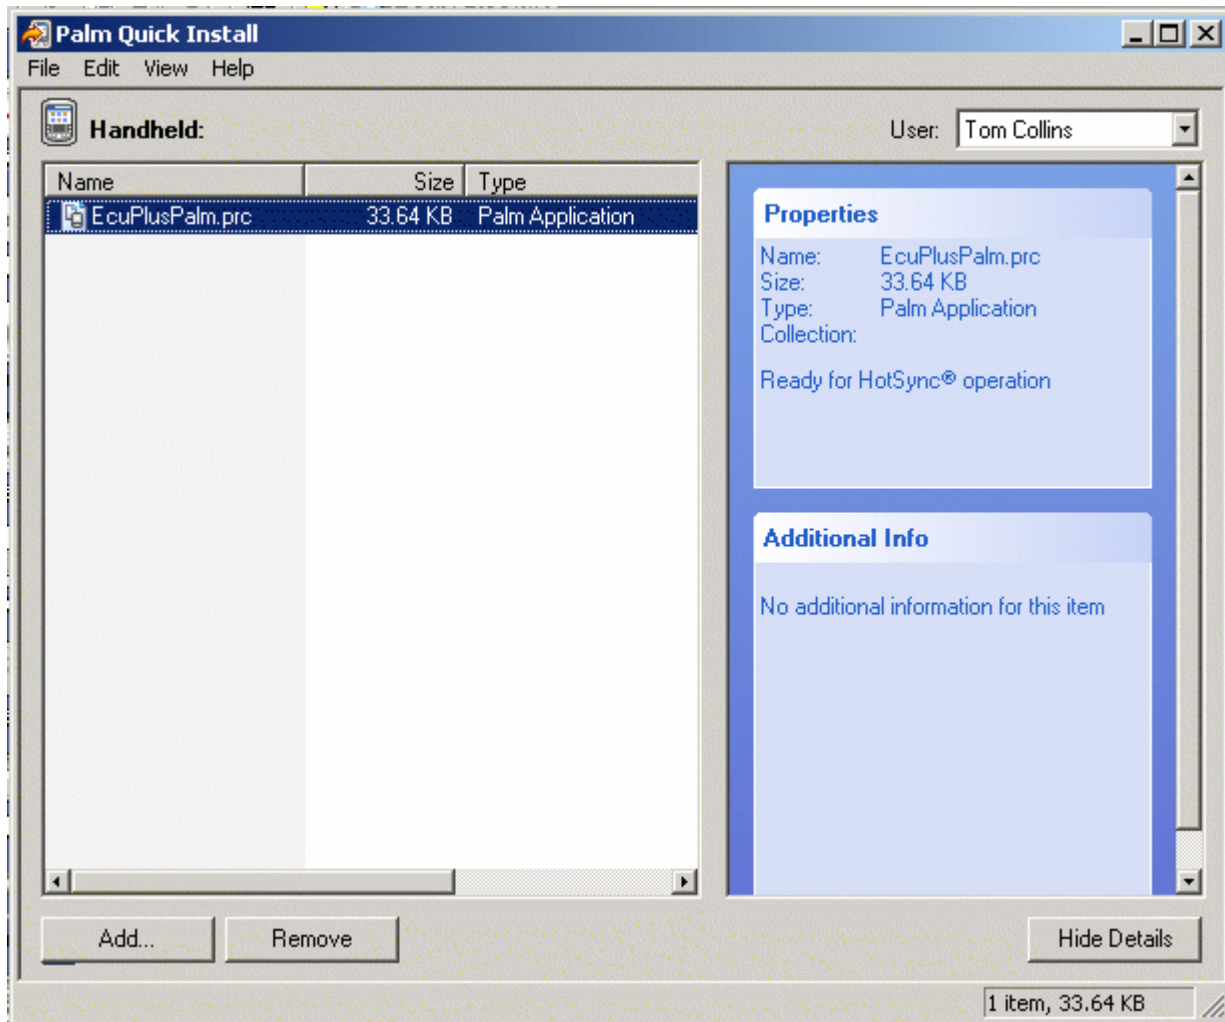 Palm Quick Install
File Edit View Help
Handheld:
User: Tom Collins
Name Size Type
EcuPlusPalm.prc 33.64 KB Palm Application
Properties
Name: EcuPlusPalm.prc
Size: 33.64 KB
Type: Palm Application
Collection:
Ready for HotSync® operation
Additional Info
No additional information for this item
Add... Remove Hide Details
1 item, 33.64 KB